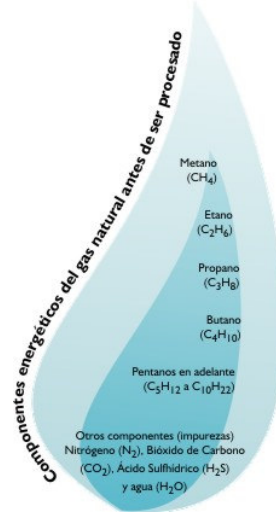 Componentes energéticos del gas natural antes de ser procesado
Metano
(CH₄)
Etano
(C₂H₆)
Propano
(C₃H₈)
Butano
(C₄H₁₀)
Pentanos en adelante
(C₅H₁₂ a C₁₀H₂₂)
Otros componentes (impurezas)
Nitrógeno (N₂), Bióxido de Carbono
(CO₂), Ácido Sulfhídrico (H₂S)
y agua (H₂O)